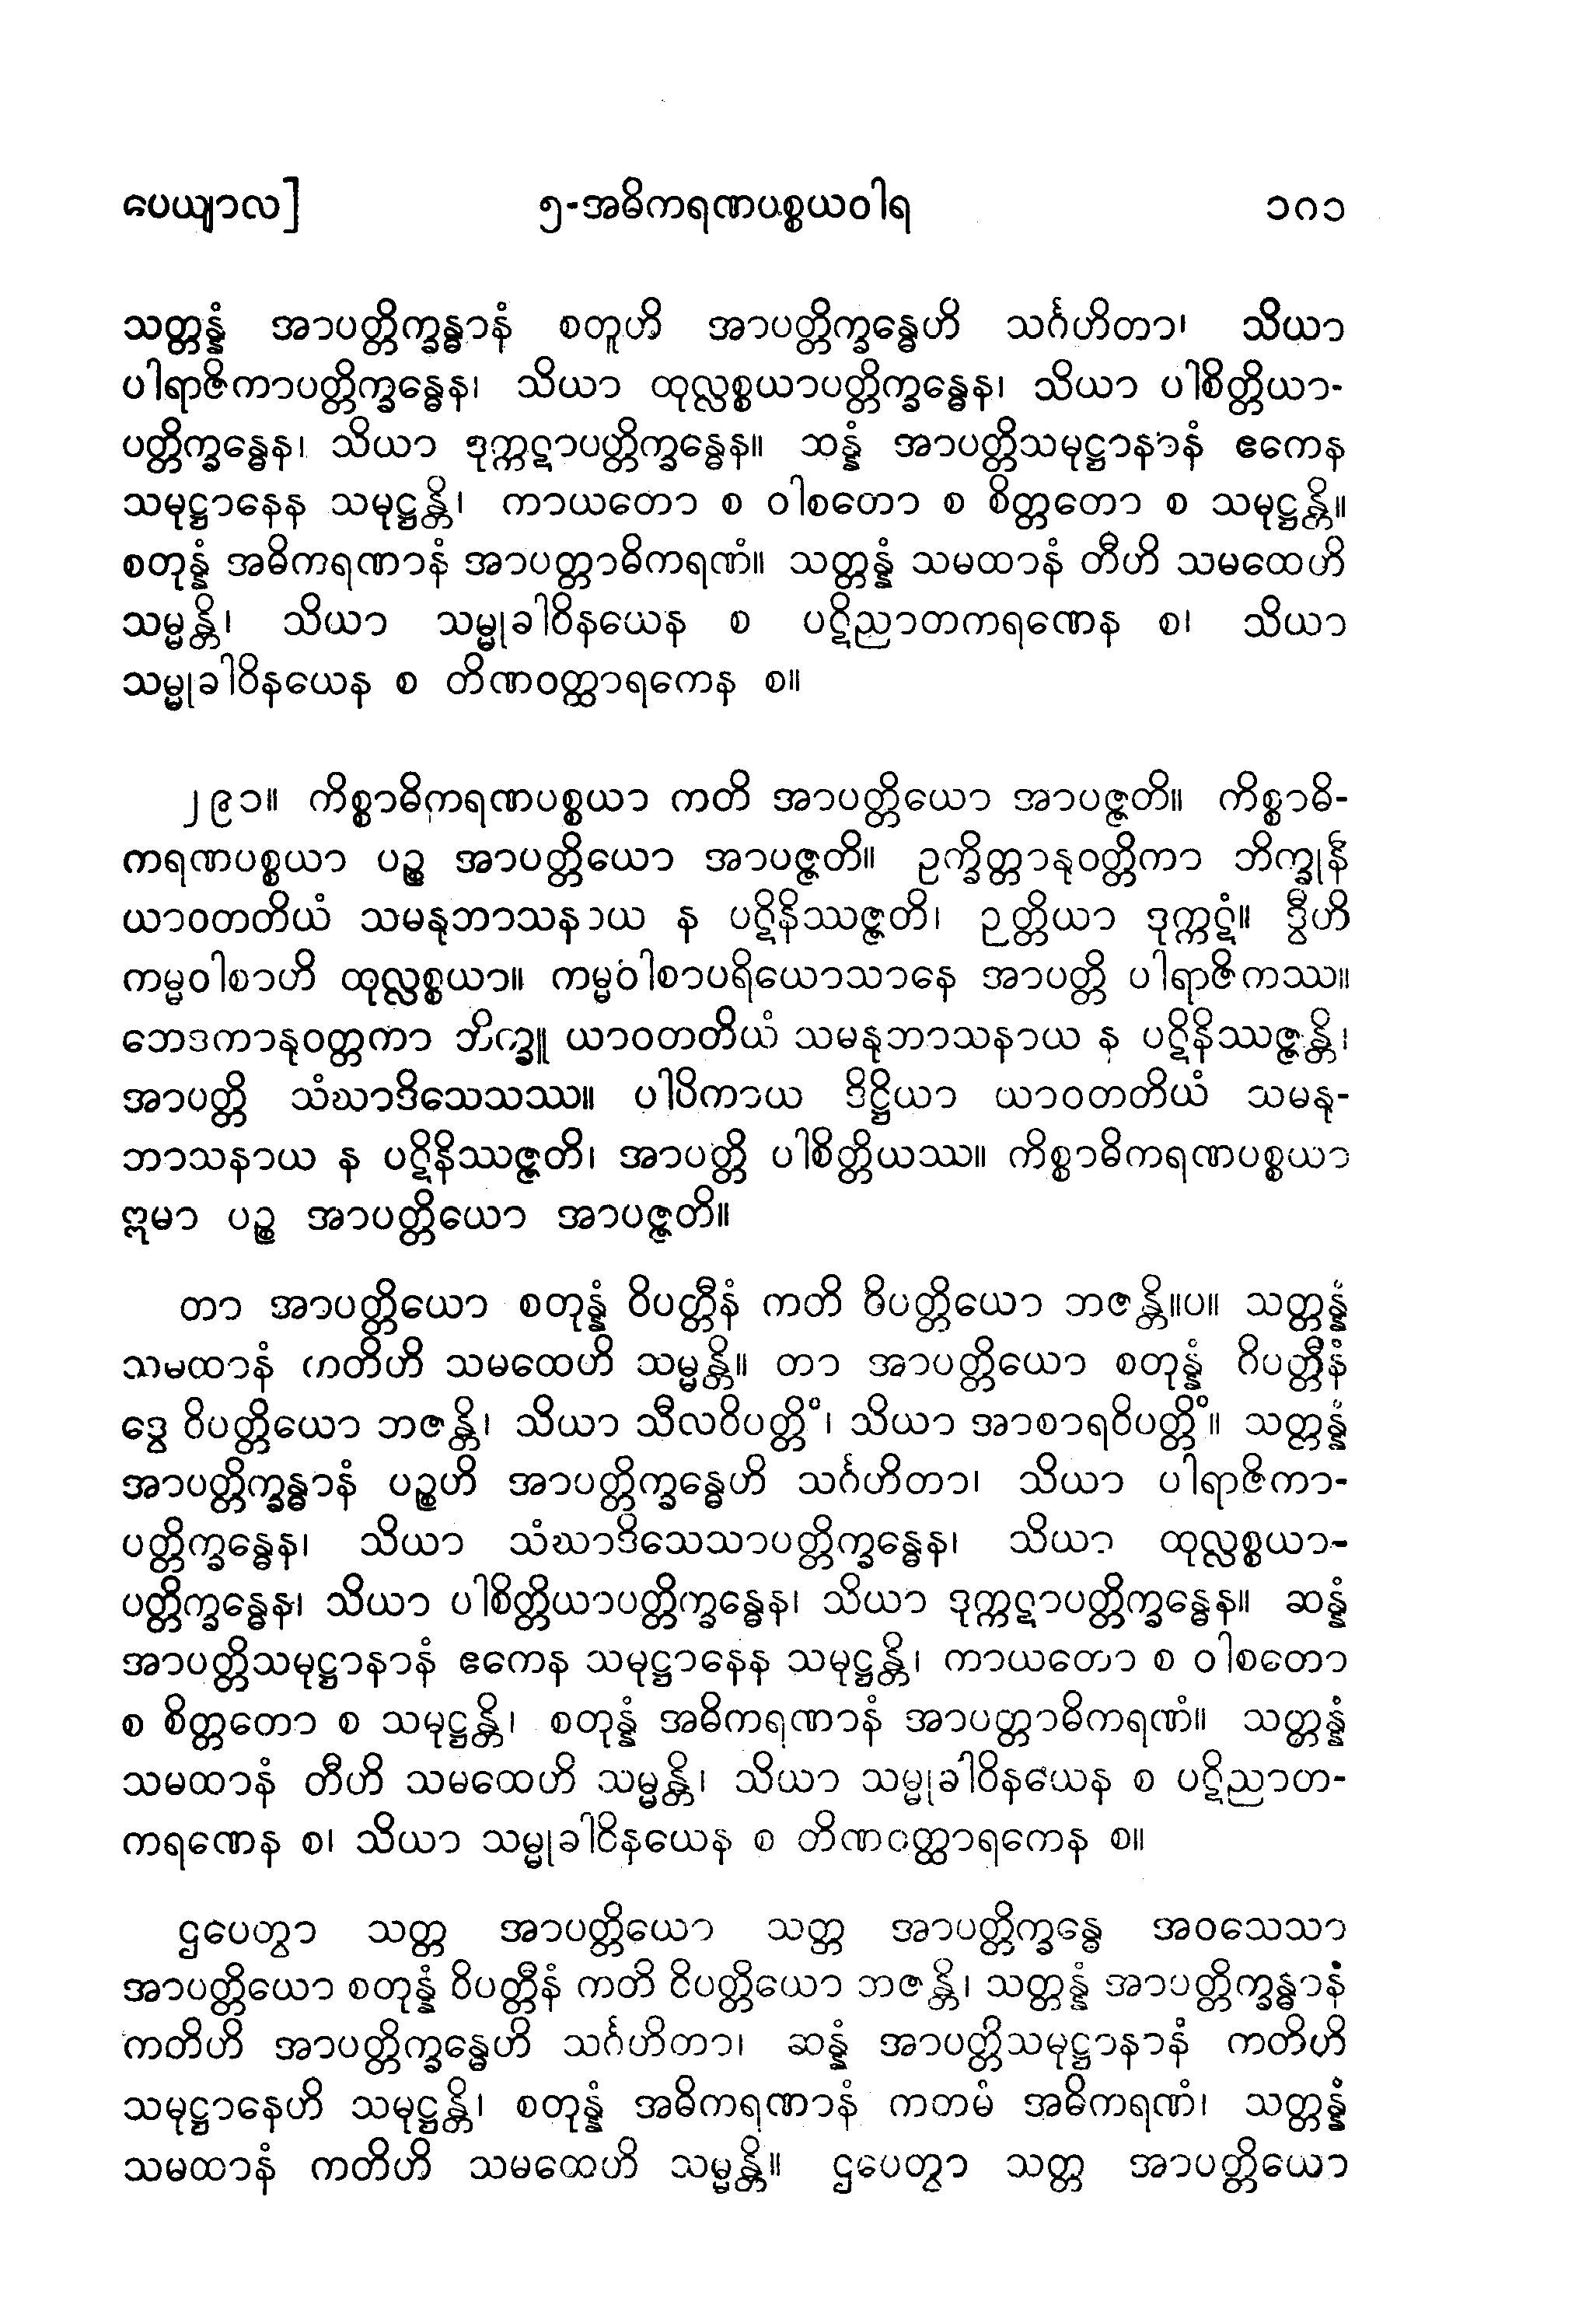 ပေယျာလ] ၅-အဓိကရဏပစ္စယဝါရ ၁၈၁
သတ္တန္နံ အာပတ္တိက္ခန္ဓာနံ စတူဟိ အာပတ္တိက္ခန္ဓေဟိ သင်္ဂဟိတာ၊ သိယာ
ပါရာဇိကာပတ္တိက္ခန္ဓေန၊ သိယာ ထုလ္လစ္စယာပတ္တိက္ခန္ဓေန၊ သိယာ ပါစိတ္တိယာ-
ပတ္တိက္ခန္ဓေန၊ သိယာ ဒုက္ကဋာပတ္တိက္ခန္ဓေန။ ဆန္နံ အာပတ္တိသမုဋ္ဌာနာနံ ဧကေန
သမုဋ္ဌာနေန သမုဋ္ဌန္တိ၊ ကာယတော စ ဝါစတော စ စိတ္တတော စ သမုဋ္ဌန္တိ။
စတုန္နံ အဓိကရဏာနံ အာပတ္တာဓိကရဏံ။ သတ္တန္နံ သမထာနံ တီဟိ သမထေဟိ
သမ္မန္တိ၊ သိယာ သမ္မုခါဝိနယေန စ ပဋိညာတကရဏေန စ၊ သိယာ
သမ္မုခါဝိနယေန စ တိဏဝတ္ထာရကေန စ။
၂၉၁။ ကိစ္စာဓိကရဏပစ္စယာ ကတိ အာပတ္တိယော အာပဇ္ဇတိ။ ကိစ္စာဓိ-
ကရဏပစ္စယာ ပဉ္စ အာပတ္တိယော အာပဇ္ဇတိ။ ဥက္ခိတ္တာနုဝတ္တိကာ ဘိက္ခုနီ
ယာဝတတိယံ သမနုဘာသနာယ န ပဋိနိဿဇ္ဇတိ၊ ဉတ္တိယာ ဒုက္ကဋံ။ ဒွီဟိ
ကမ္မဝါစာဟိ ထုလ္လစ္စယာ။ ကမ္မဝါစာပရိယောသာနေ အာပတ္တိ ပါရာဇိကဿ။
ဘေဒကာနုဝတ္တကာ ဘိက္ခူ ယာဝတတိယံ သမနုဘာသနာယ န ပဋိနိဿဇ္ဇန္တိ၊
အာပတ္တိ သံဃာဒိသေသဿ။ ပါပိကာယ ဒိဋ္ဌိယာ ယာဝတတိယံ သမနု-
ဘာသနာယ န ပဋိနိဿဇ္ဇတိ၊ အာပတ္တိ ပါစိတ္တိယဿ။ ကိစ္စာဓိကရဏပစ္စယာ
ဣမာ ပဉ္စ အာပတ္တိယော အာပဇ္ဇတိ။
တာ အာပတ္တိယော စတုန္နံ ဝိပတ္တီနံ ကတိ ဝိပတ္တိယော ဘဇန္တိ။ပ။ သတ္တန္နံ
သမထာနံ ကတိဟိ သမထေဟိ သမ္မန္တိ။ တာ အာပတ္တိယော စတုန္နံ ဝိပတ္တီနံ
ဒွေ ဝိပတ္တိယော ဘဇန္တိ၊ သိယာ သီလဝိပတ္တိံ၊ သိယာ အာစာရဝိပတ္တိံ။ သတ္တန္နံ
အာပတ္တိက္ခန္ဓာနံ ပဉ္စဟိ အာပတ္တိက္ခန္ဓေဟိ သင်္ဂဟိတာ၊ သိယာ ပါရာဇိကာ-
ပတ္တိက္ခန္ဓေန၊ သိယာ သံဃာဒိသေသာပတ္တိက္ခန္ဓေန၊ သိယာ ထုလ္လစ္စယာ-
ပတ္တိက္ခန္ဓေန၊ သိယာ ပါစိတ္တိယာပတ္တိက္ခန္ဓေန၊ သိယာ ဒုက္ကဋာပတ္တိက္ခန္ဓေန။ ဆန္နံ
အာပတ္တိသမုဋ္ဌာနာနံ ဧကေန သမုဋ္ဌာနေန သမုဋ္ဌန္တိ၊ ကာယတော စ ဝါစတော
စ စိတ္တတော စ သမုဋ္ဌန္တိ၊ စတုန္နံ အဓိကရဏာနံ အာပတ္တာဓိကရဏံ။ သတ္တန္နံ
သမထာနံ တီဟိ သမထေဟိ သမ္မန္တိ၊ သိယာ သမ္မုခါဝိနယေန စ ပဋိညာတ-
ကရဏေန စ၊ သိယာ သမ္မုခါဝိနယေန စ တိဏဝတ္ထာရကေန စ။
ဌပေတွာ သတ္တ အာပတ္တိယော သတ္တ အာပတ္တိက္ခန္ဓေ အဝသေသာ
အာပတ္တိယော စတုန္နံ ဝိပတ္တီနံ ကတိ ဝိပတ္တိယော ဘဇန္တိ၊ သတ္တန္နံ အာပတ္တိက္ခန္ဓာနံ
ကတိဟိ အာပတ္တိက္ခန္ဓေဟိ သင်္ဂဟိတာ၊ ဆန္နံ အာပတ္တိသမုဋ္ဌာနာနံ ကတိဟိ
သမုဋ္ဌာနေဟိ သမုဋ္ဌန္တိ၊ စတုန္နံ အဓိကရဏာနံ ကတမံ အဓိကရဏံ၊ သတ္တန္နံ
သမထာနံ ကတိဟိ သမထေဟိ သမ္မန္တိ။ ဌပေတွာ သတ္တ အာပတ္တိယော